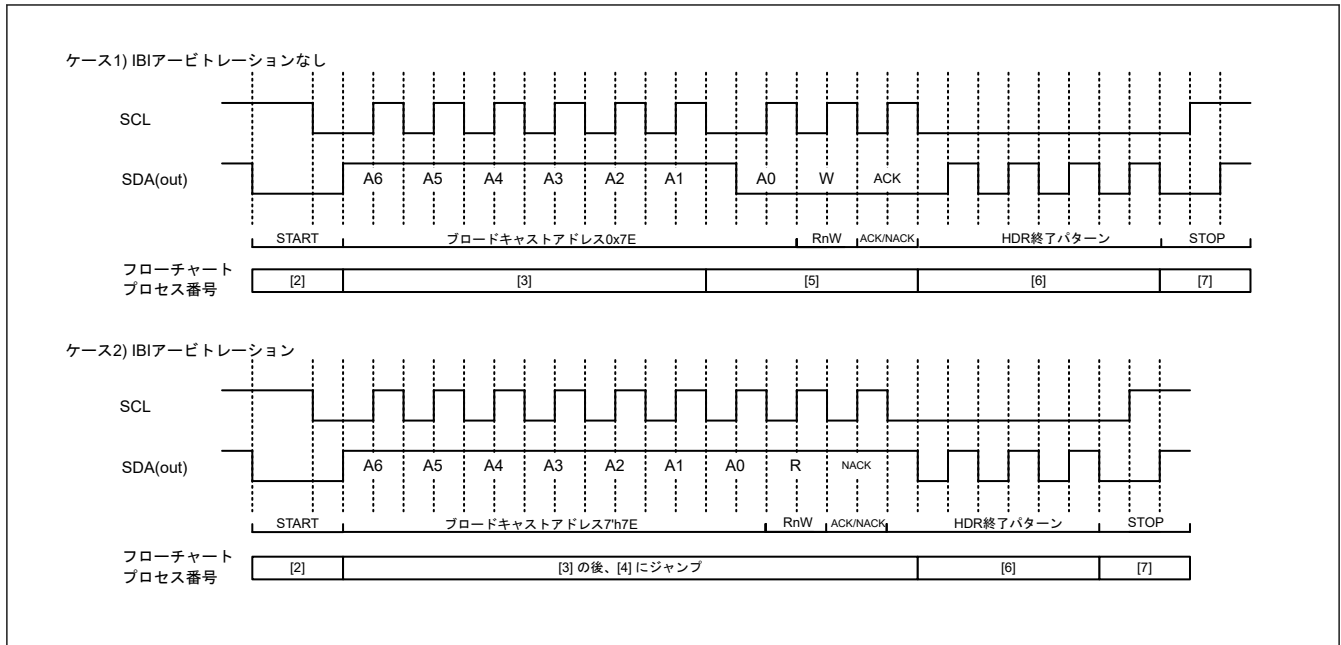 ケース1) IBIアービトレーションなし
SCL
SDA(out)
A6 A5 A4 A3 A2 A1 A0 W ACK
START ブロードキャストアドレス0x7E RnW ACK/NACK HDR終了パターン STOP
フローチャート
プロセス番号
[2] [3] [5] [6] [7]
ケース2) IBIアービトレーション
SCL
SDA(out)
A6 A5 A4 A3 A2 A1 A0 R NACK
START ブロードキャストアドレス7'h7E RnW ACK/NACK HDR終了パターン STOP
フローチャート
プロセス番号
[2] [3] の後、[4] にジャンプ [6] [7]